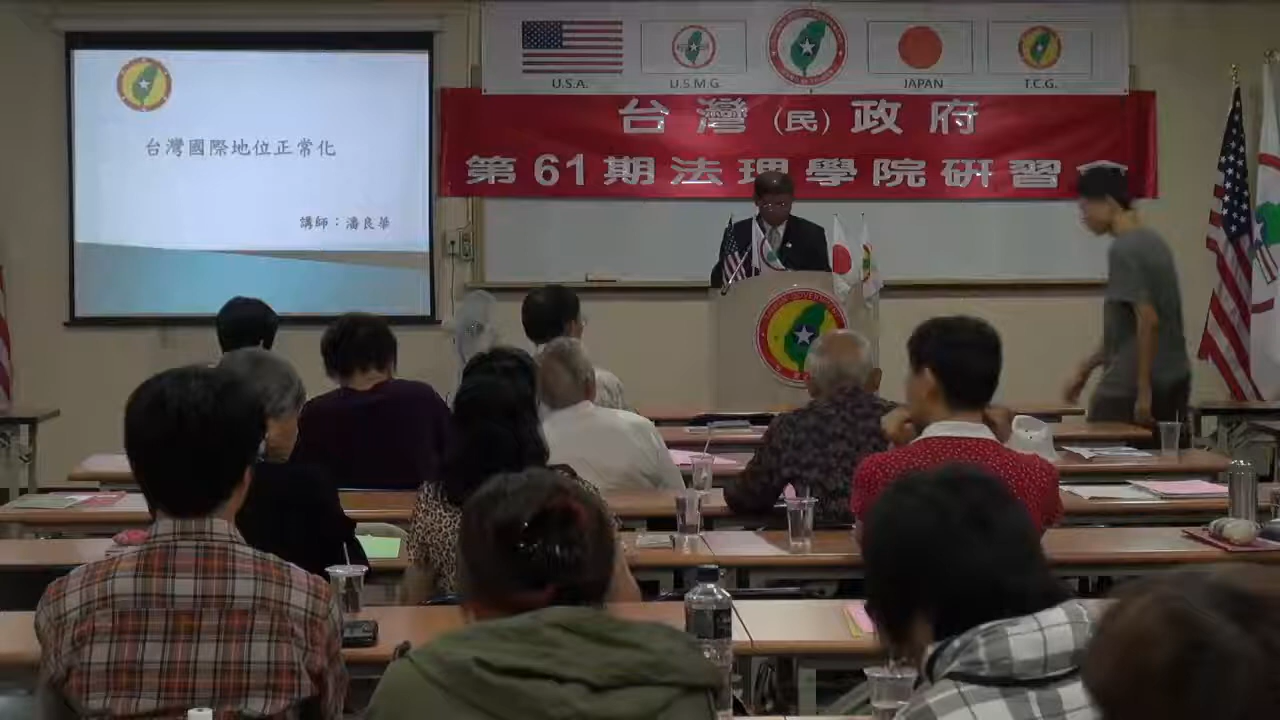 台灣國際地位正常化
講師：潘良華
U.S.A.
U.S.M.G.
JAPAN
T.C.G.
台灣(民)政府
第61期法理學院研習會